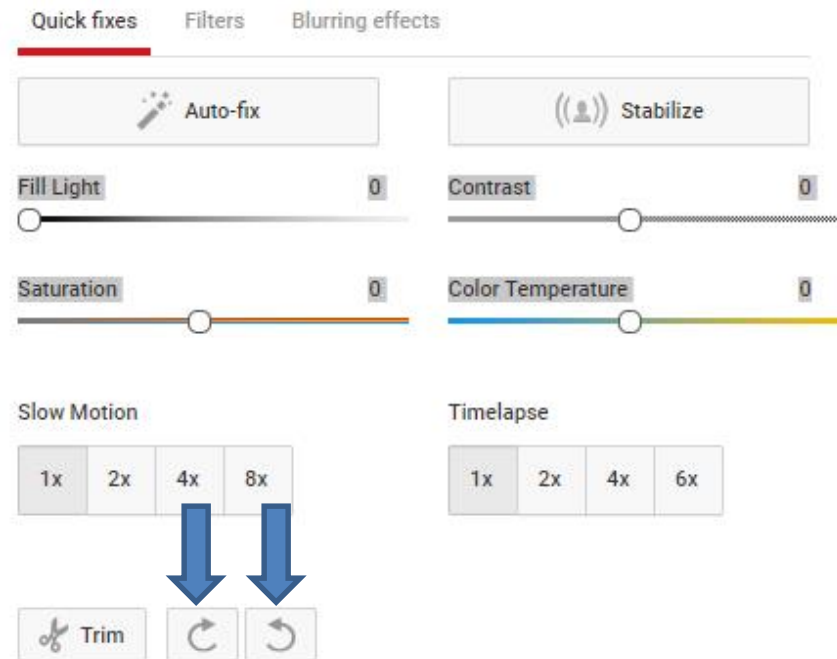 Quick fixes Filters Blurring effects
Auto-fix Stabilize
Fill Light 0 Contrast 0
Saturation 0 Color Temperature 0
Slow Motion Timelapse
1x 2x 4x 8x 1x 2x 4x 6x
Trim